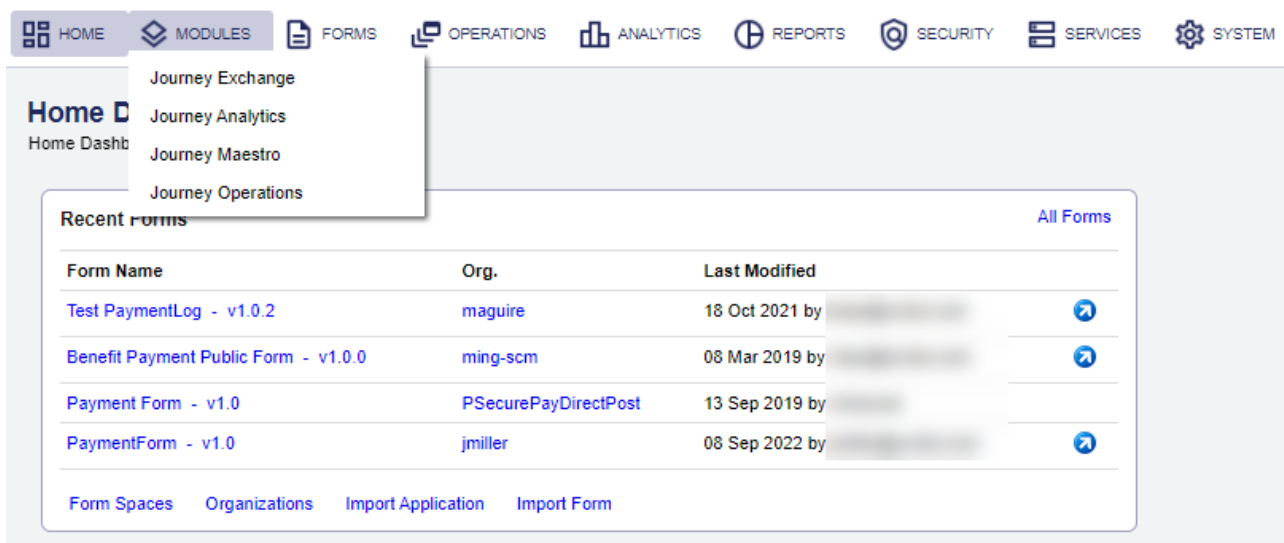 HOME MODULES FORMS OPERATIONS ANALYTICS REPORTS SECURITY SERVICES SYSTEM
Journey Exchange
Home D
Journey Analytics
Home Dashb
Journey Maestro
Journey Operations
Recent Forms All Forms
Form Name Org. Last Modified
Test PaymentLog - v1.0.2 maguire 18 Oct 2021 by
Benefit Payment Public Form - v1.0.0 ming-scm 08 Mar 2019 by
Payment Form - v1.0 PSecurePayDirectPost 13 Sep 2019 by
PaymentForm - v1.0 jmiller 08 Sep 2022 by
Form Spaces Organizations Import Application Import Form